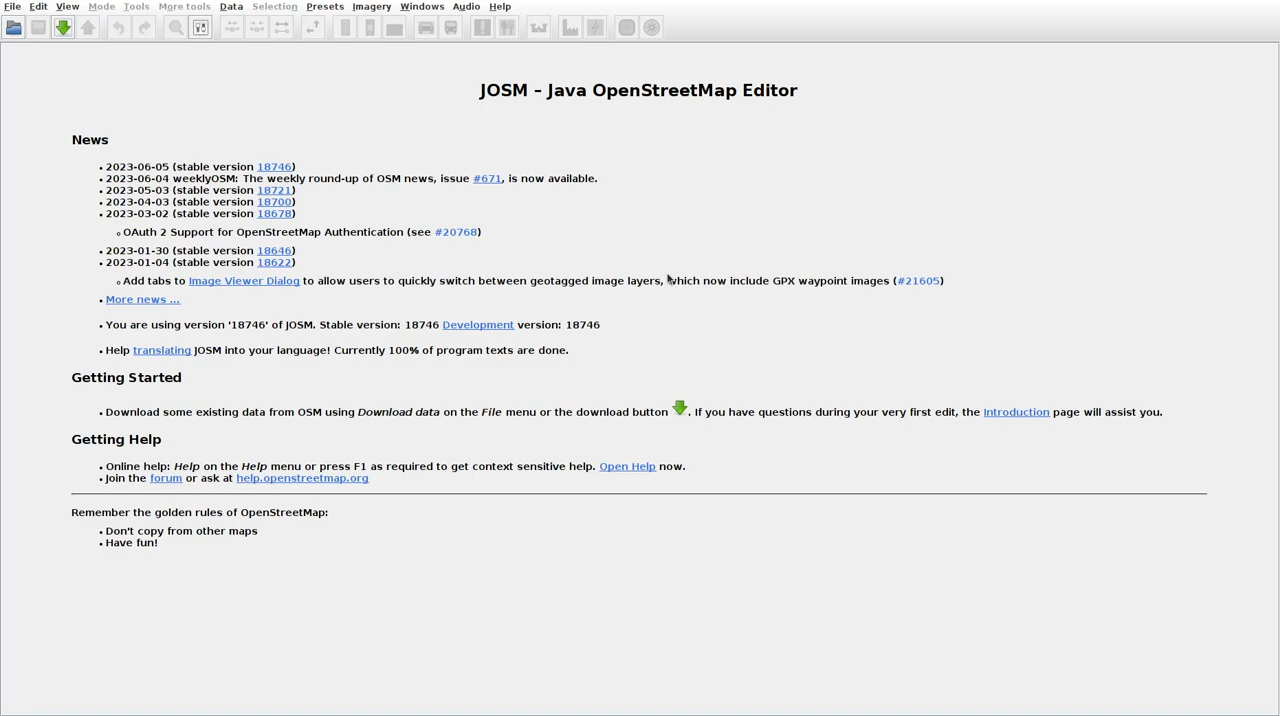 File Edit View Mode Tools More tools Data Selection Presets Imagery Windows Audio Help
JOSM – Java OpenStreetMap Editor
News
• 2023-06-05 (stable version 18746)
• 2023-06-04 weeklyOSM: The weekly round-up of OSM news, issue #671, is now available.
• 2023-05-03 (stable version 18721)
• 2023-04-03 (stable version 18700)
• 2023-03-02 (stable version 18678)
◦ OAuth 2 Support for OpenStreetMap Authentication (see #20768)
• 2023-01-30 (stable version 18646)
• 2023-01-04 (stable version 18622)
◦ Add tabs to Image Viewer Dialog to allow users to quickly switch between geotagged image layers, which now include GPX waypoint images (#21605)
• More news ...
• You are using version '18746' of JOSM. Stable version: 18746 Development version: 18746
• Help translating JOSM into your language! Currently 100% of program texts are done.
Getting Started
• Download some existing data from OSM using Download data on the File menu or the download button . If you have questions during your very first edit, the Introduction page will assist you.
Getting Help
• Online help: Help on the Help menu or press F1 as required to get context sensitive help. Open Help now.
• Join the forum or ask at help.openstreetmap.org
Remember the golden rules of OpenStreetMap:
• Don't copy from other maps
• Have fun!